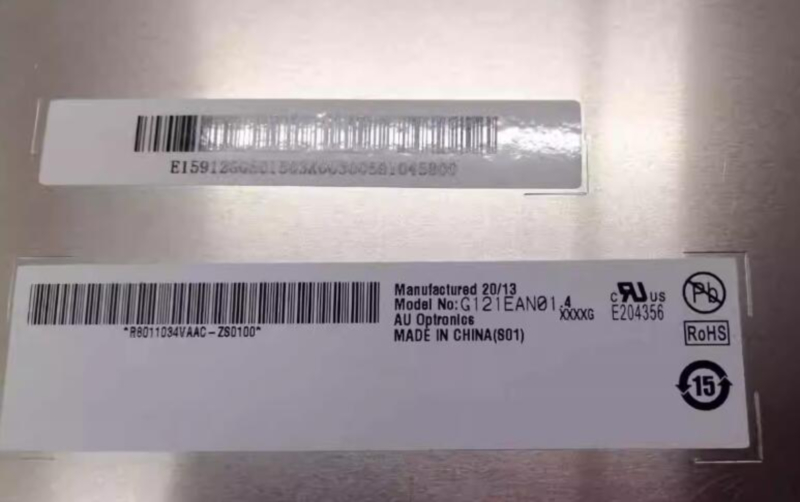 Manufactured 20/13
Model No:G121EAN01.4
XXXXG
AU Optronics
MADE IN CHINA(S01)
*R8011034VAAC-ZS0100*
c RU US
E204356
Pb
RoHS
15